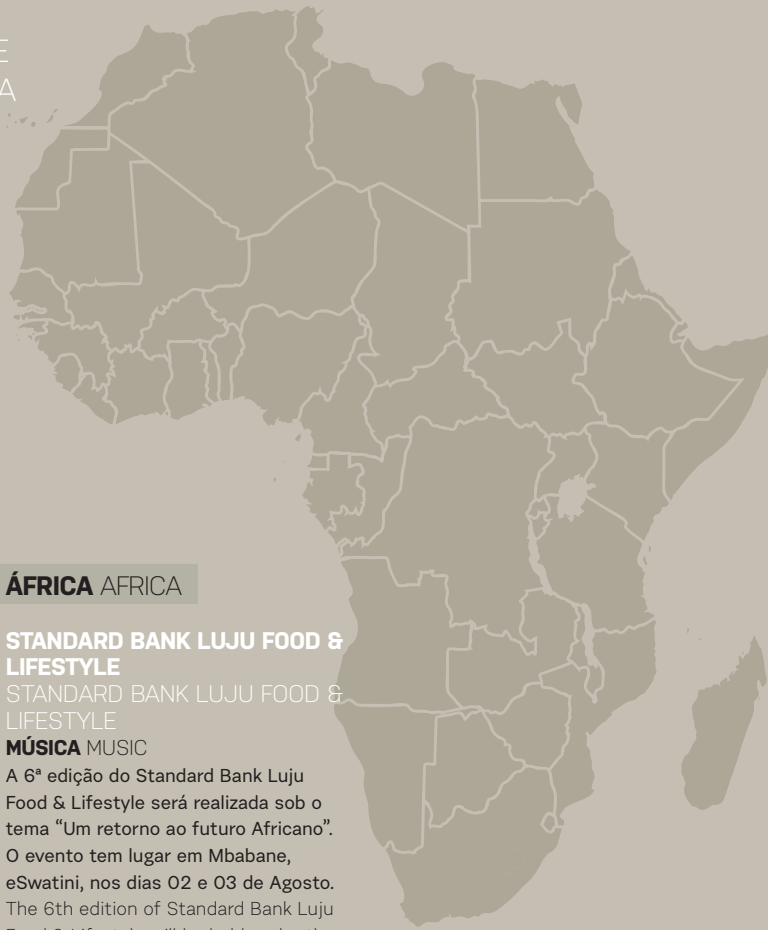 E
A
ÁFRICA AFRICA
STANDARD BANK LUJU FOOD &
LIFESTYLE
STANDARD BANK LUJU FOOD &
LIFESTYLE
MÚSICA MUSIC
A 6ª edição do Standard Bank Luju
Food & Lifestyle será realizada sob o
tema “Um retorno ao futuro Africano”.
O evento tem lugar em Mbabane,
eSwatini, nos dias 02 e 03 de Agosto.
The 6th edition of Standard Bank Luju